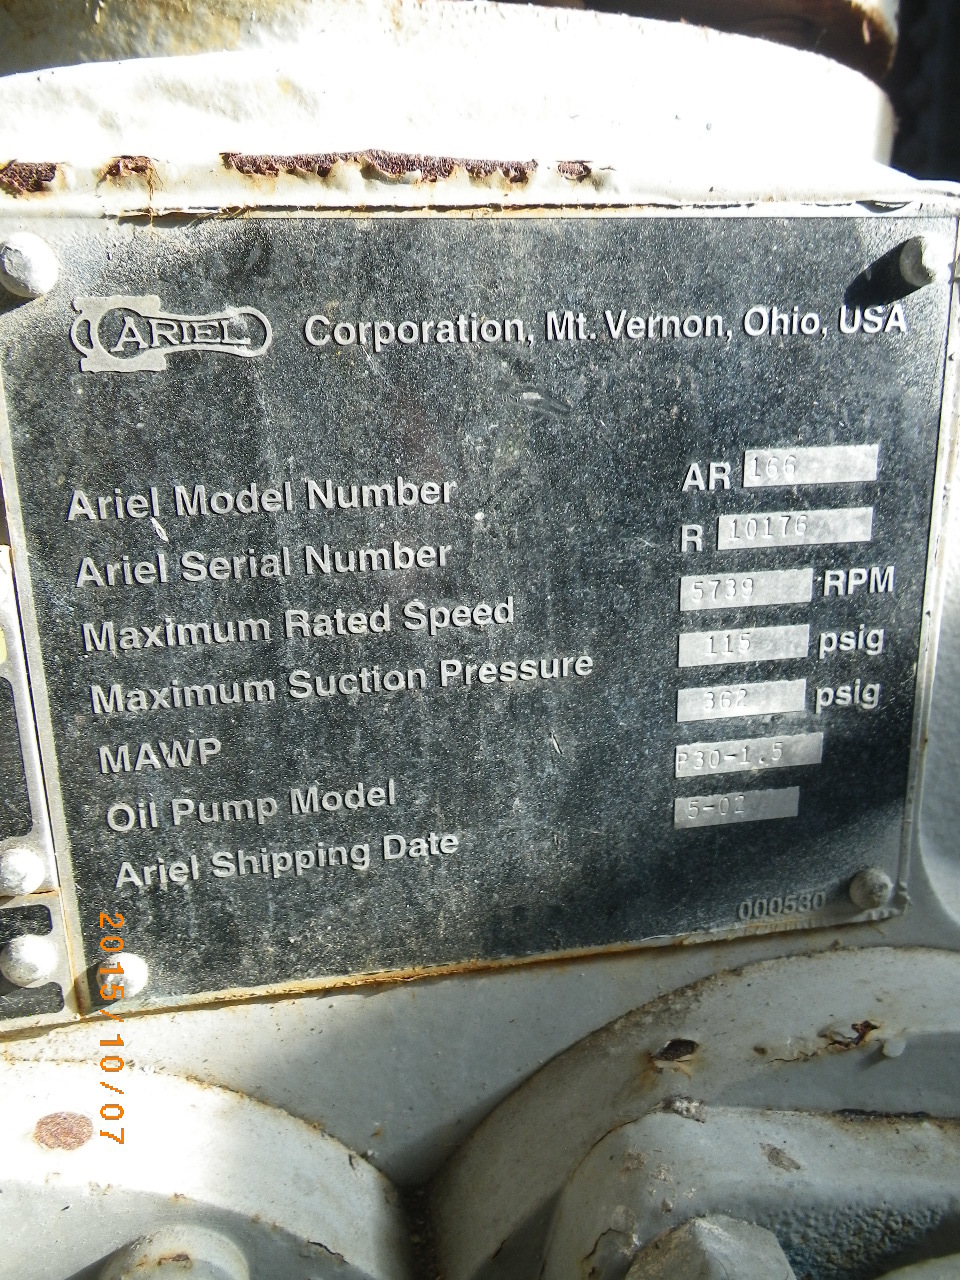 ARIEL Corporation, Mt. Vernon, Ohio, USA
Ariel Model Number AR 166
Ariel Serial Number R 10176
Maximum Rated Speed 5739 RPM
Maximum Suction Pressure 115 psig
MAWP 362 psig
Oil Pump Model P30-1.5
Ariel Shipping Date 5-02
000530
2015/10/07